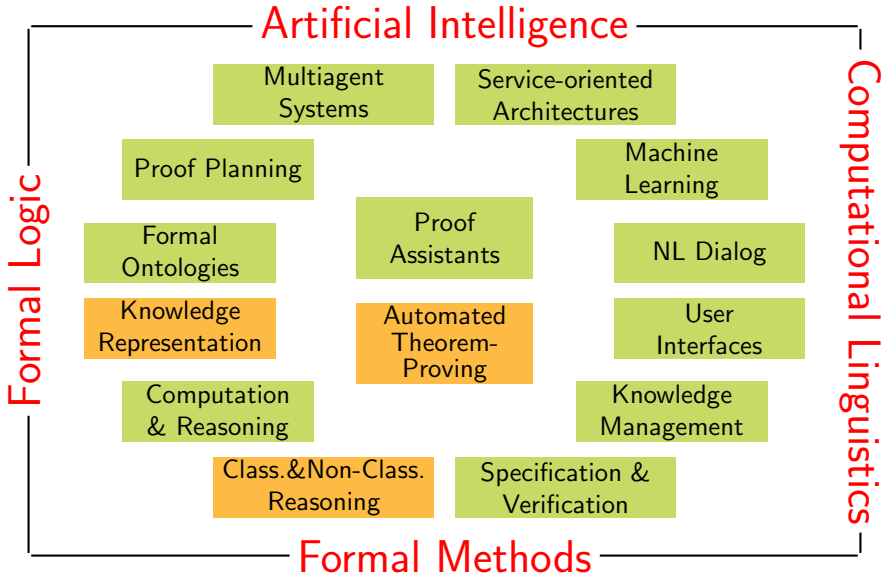 Artificial Intelligence
Multiagent
Systems
Service-oriented
Architectures
Proof Planning
Machine
Learning
Proof
Assistants
Formal
Ontologies
NL Dialog
Knowledge
Representation
Automated
Theorem-
Proving
User
Interfaces
Computation
& Reasoning
Knowledge
Management
Class.&Non-Class.
Reasoning
Specification &
Verification
Formal Logic
Computational Linguistics
Formal Methods